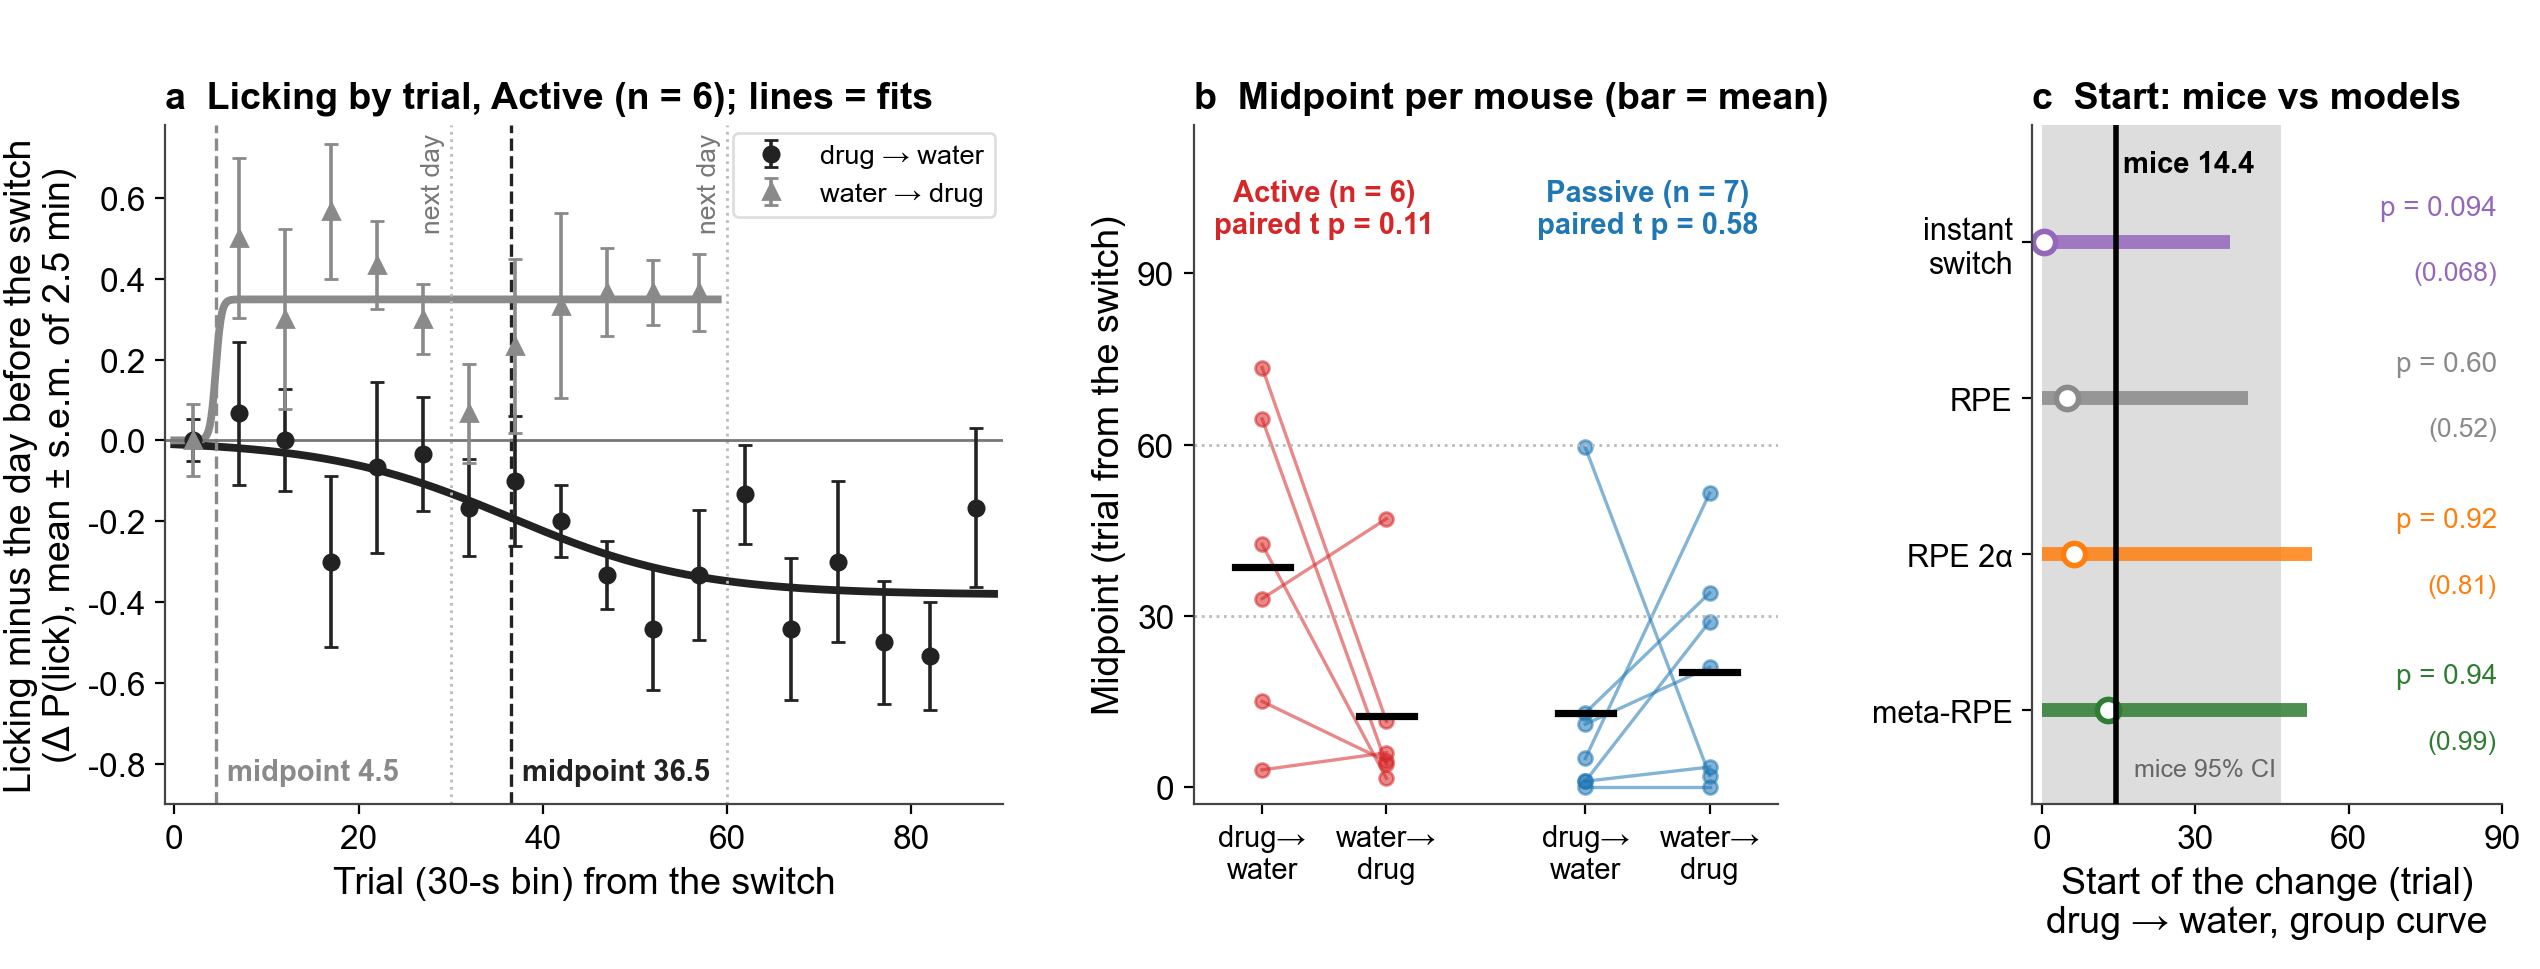 a Licking by trial, Active (n = 6); lines = fits
Licking minus the day before the switch
(Δ P(lick), mean ± s.e.m. of 2.5 min)
0.6
0.4
0.2
0.0
-0.2
-0.4
-0.6
-0.8
next day
next day
drug → water
water → drug
midpoint 4.5
midpoint 36.5
0
20
40
60
80
Trial (30-s bin) from the switch
b Midpoint per mouse (bar = mean)
Midpoint (trial from the switch)
90
60
30
0
Active (n = 6)
paired t p = 0.11
Passive (n = 7)
paired t p = 0.58
drug→
water
water→
drug
drug→
water
water→
drug
c Start: mice vs models
mice 14.4
instant
switch
p = 0.094
(0.068)
RPE
p = 0.60
(0.52)
RPE 2α
p = 0.92
(0.81)
meta-RPE
p = 0.94
(0.99)
mice 95% CI
0
30
60
90
Start of the change (trial)
drug → water, group curve